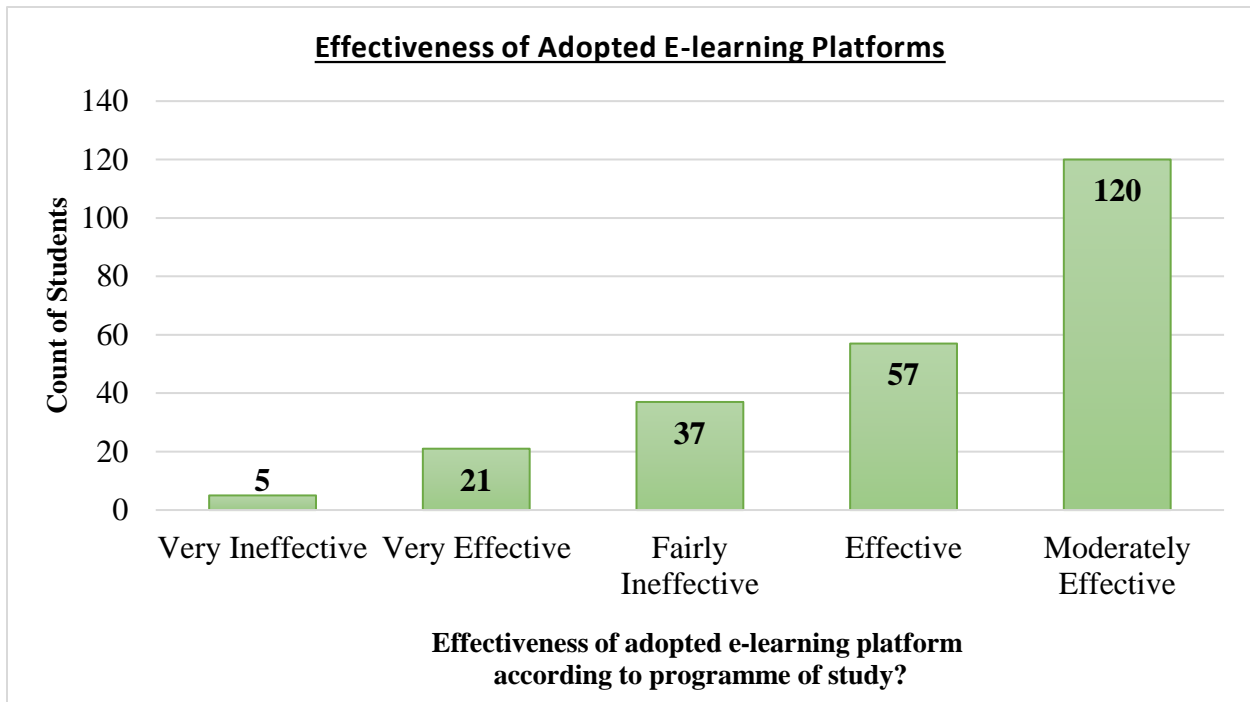 Effectiveness of Adopted E-learning Platforms
140
120
100
80
60
40
20
0
Count of Students
5
21
37
57
120
Very Ineffective
Very Effective
Fairly
Ineffective
Effective
Moderately
Effective
Effectiveness of adopted e-learning platform
according to programme of study?